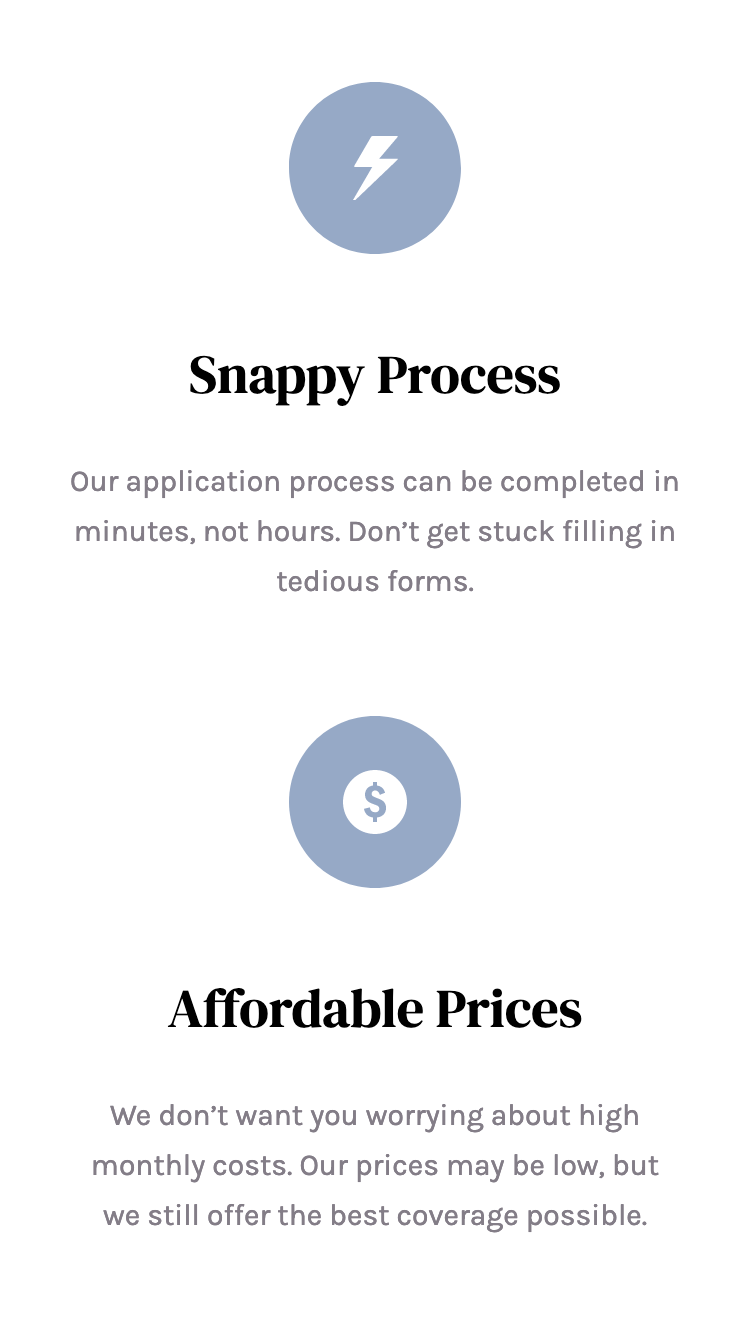 Snappy Process
Our application process can be completed in
minutes, not hours. Don’t get stuck filling in
tedious forms.
$
Affordable Prices
We don’t want you worrying about high
monthly costs. Our prices may be low, but
we still offer the best coverage possible.